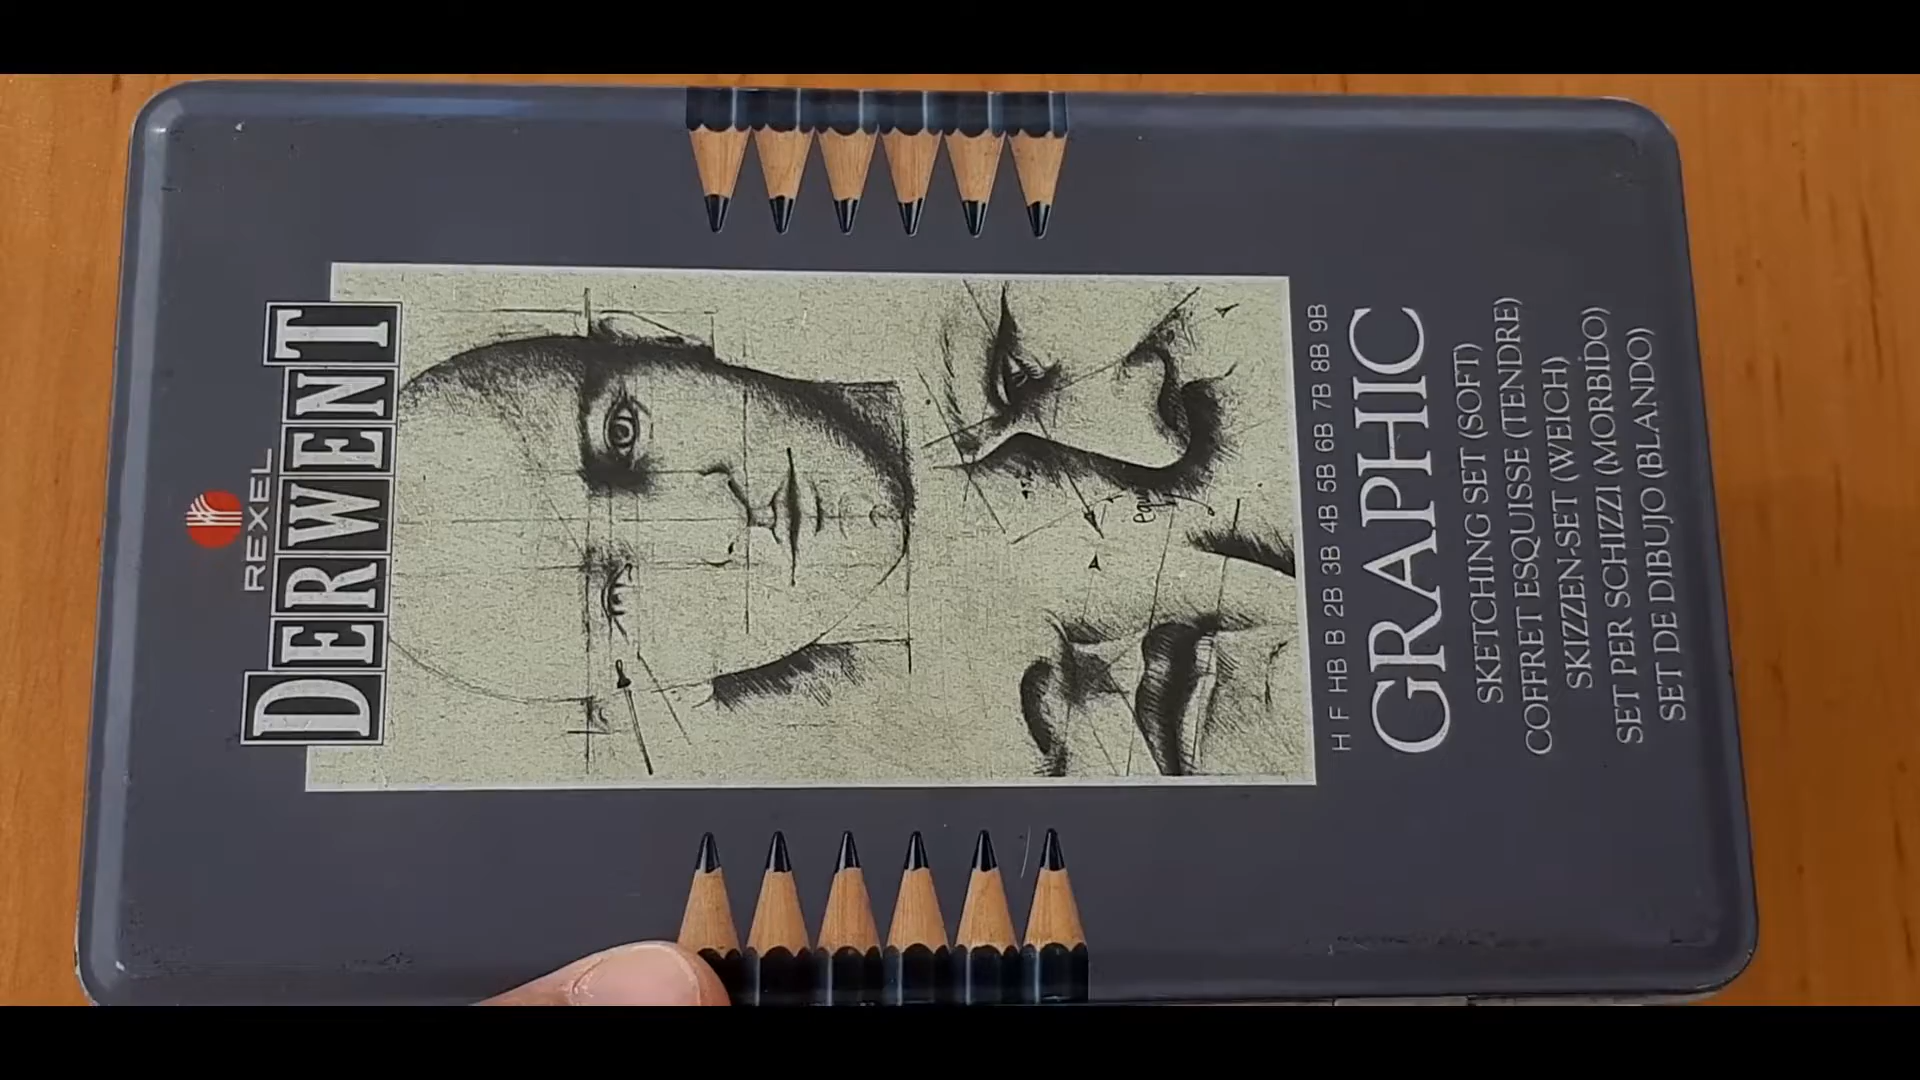 REXEL
DERWENT
H F HB B 2B 3B 4B 5B 6B 7B 8B 9B
GRAPHIC
SKETCHING SET (SOFT)
COFFRET ESQUISSE (TENDRE)
SKIZZEN-SET (WEICH)
SET PER SCHIZZI (MORBIDO)
SET DE DIBUJO (BLANDO)